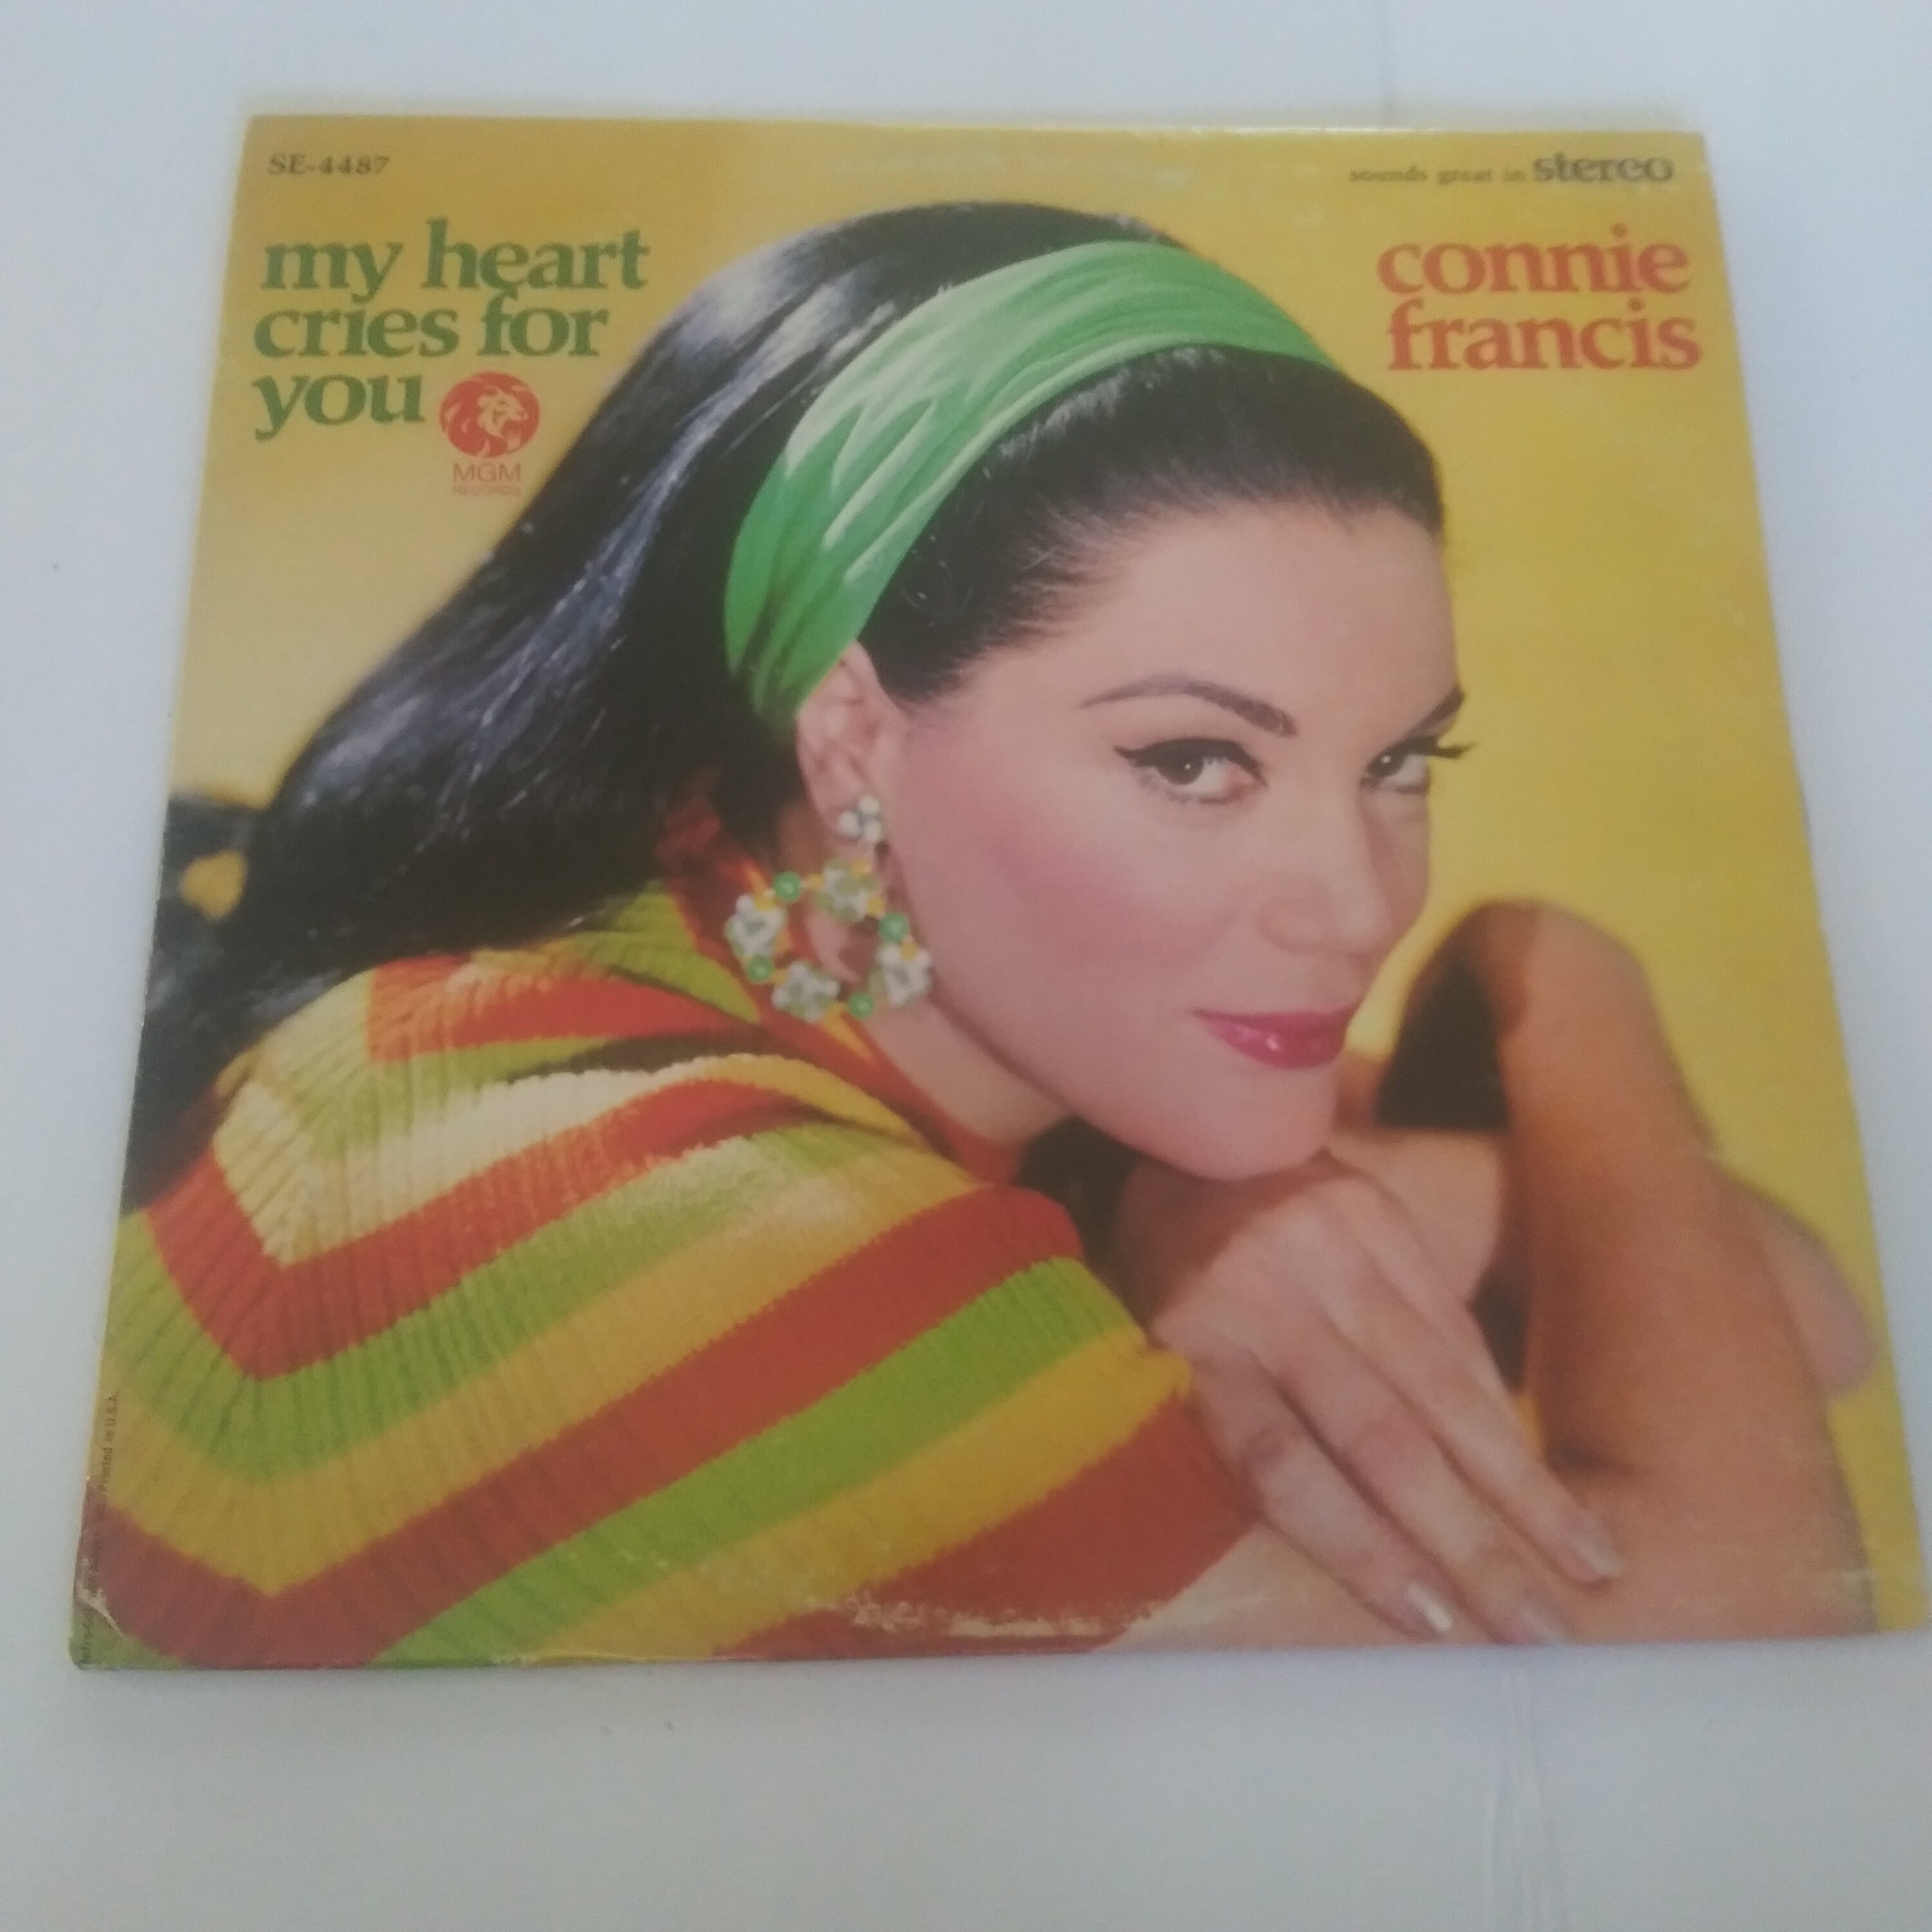 SE-4487
sounds great in stereo
my heart
cries for
you
MGM
RECORDS
connie
francis
Printed in U.S.A.